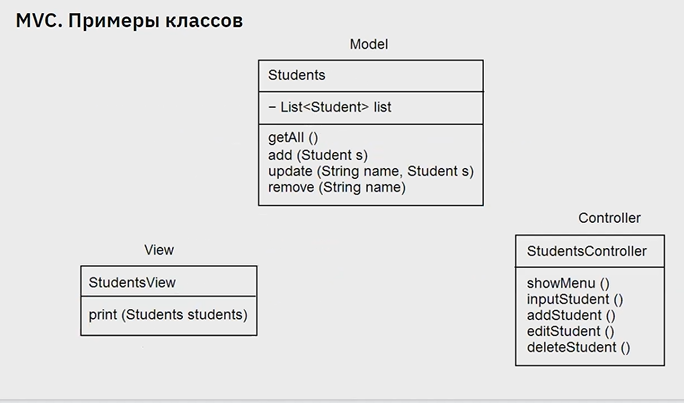 MVC. Примеры классов
Model
Students
– List<Student> list
getAll ()
add (Student s)
update (String name, Student s)
remove (String name)
View
StudentsView
print (Students students)
Controller
StudentsController
showMenu ()
inputStudent ()
addStudent ()
editStudent ()
deleteStudent ()